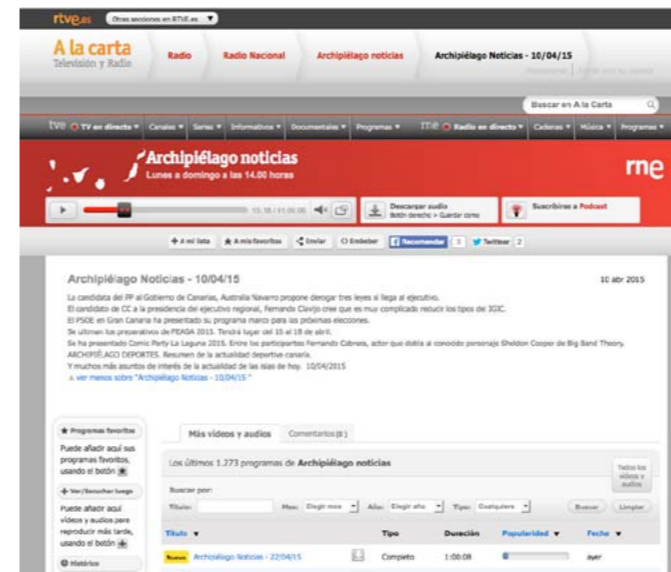 rtve.es Otras secciones en RTVE.es ▼
A la carta
Televisión y Radio
Radio Radio Nacional Archipiélago noticias Archipiélago Noticias - 10/04/15
Buscar en A la Carta
tve TV en directo ▼ Canales ▼ Series ▼ Informativos ▼ Documentales ▼ Programas ▼ rne Radio en directo ▼ Cadenas ▼ Música ▼ Programas ▼
Archipiélago noticias
Lunes a domingo a las 14.00 horas
rne
Descargar audio
Botón derecho > Guardar como
Suscribirse a Podcast
+ A mi lista ★ A mis favoritos Enviar Embeber Recomendar 3 Twittear 2
Archipiélago Noticias - 10/04/15 10 abr 2015
La candidata del PP al Gobierno de Canarias, Australia Navarro propone derogar tres leyes si llega al ejecutivo.
El candidato de CC a la presidencia del ejecutivo regional, Fernando Clavijo cree que es muy complicado reducir los tipos del IGIC.
El PSOE en Gran Canaria ha presentado su programa marco para las próximas elecciones.
Se ultiman los preparativos de FEAGA 2015. Tendrá lugar del 15 al 19 de abril.
Se ha presentado Comic Party La Laguna 2015. Entre los participantes Fernando Cabrera, actor que dobla al conocido personaje Sheldon Cooper de Big Band Theory.
ARCHIPIÉLAGO DEPORTES. Resumen de la actualidad deportiva canaria.
Y muchos más asuntos de interés de la actualidad de las islas de hoy. 10/04/2015
ver menos sobre "Archipiélago Noticias - 10/04/15 "
★ Programas favoritos
Puede añadir aquí sus
programas favoritos,
usando el botón ★
+ Ver/Escuchar luego
Puede añadir aquí
vídeos y audios para
reproducir más tarde,
usando el botón +
Histórico
Más vídeos y audios Comentarios(0)
Los últimos 1.273 programas de Archipiélago noticias
Todos los
vídeos y
audios
Buscar por:
Título: Mes: Elegir mes Año: Elegir año Tipo: Cualquiera Buscar Limpiar
Título ▼ Tipo Duración Popularidad ▼ Fecha ▼
Nuevo Archipiélago Noticias - 22/04/15 Completo 1:00:08 ayer